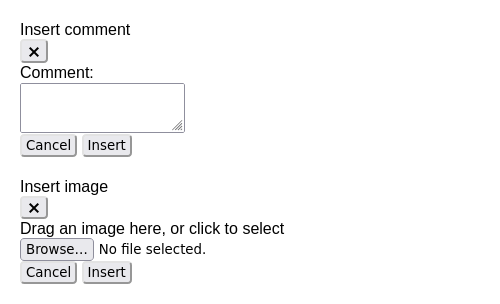 Insert comment
×
Comment:
Cancel Insert
Insert image
×
Drag an image here, or click to select
Browse... No file selected.
Cancel Insert